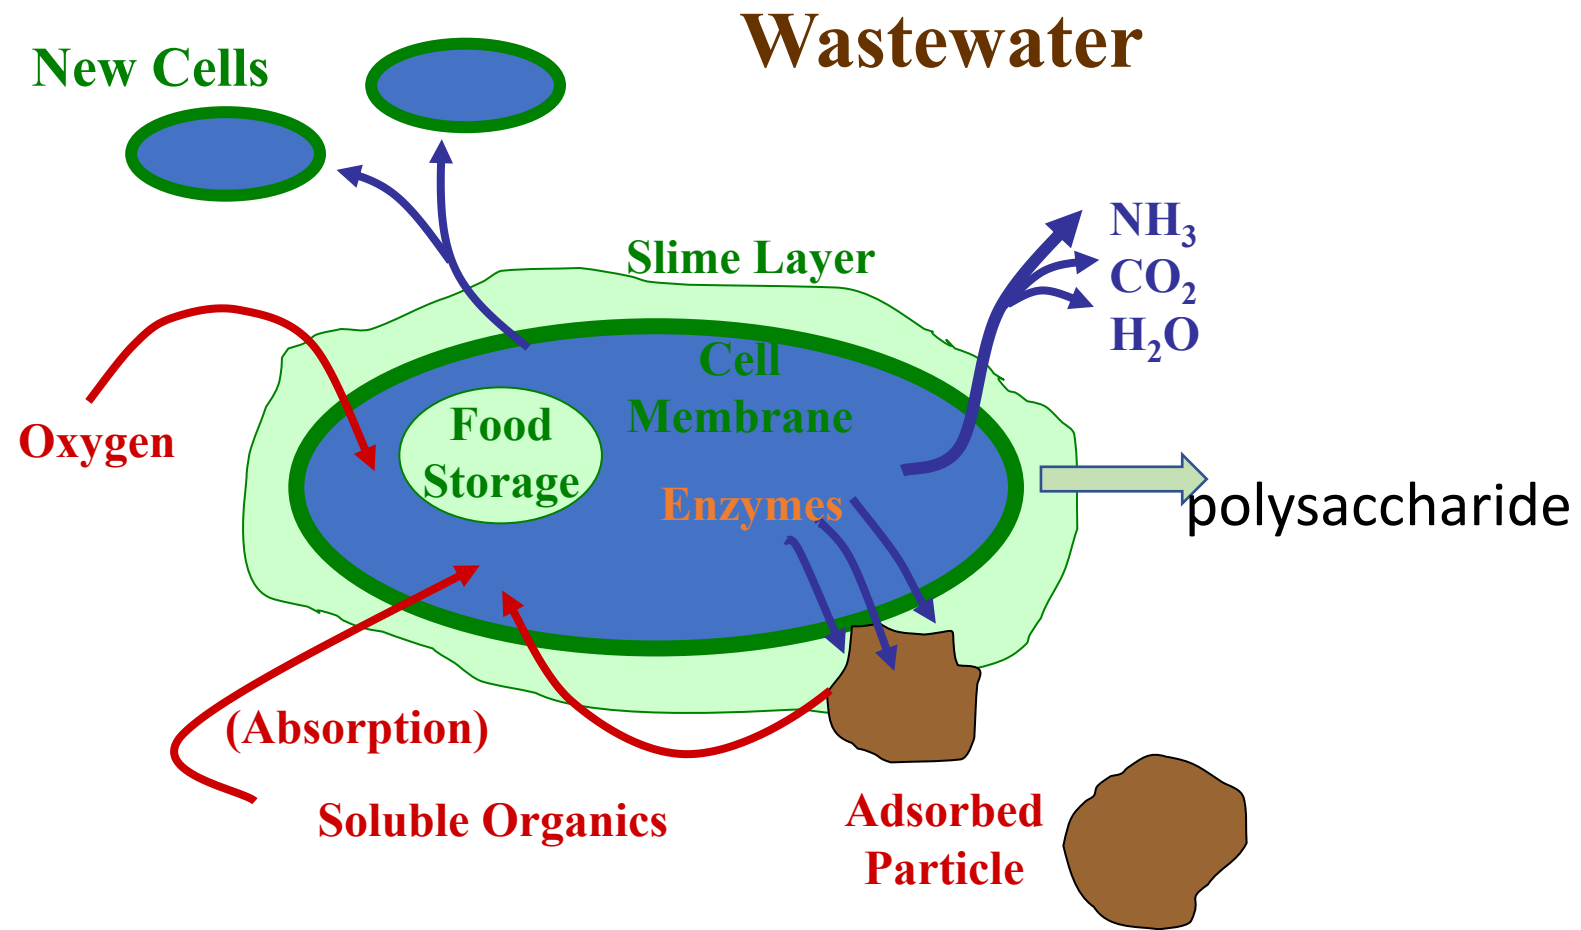 Wastewater
New Cells
NH₃
CO₂
H₂O
Slime Layer
Cell
Membrane
Oxygen
Food
Storage
Enzymes
polysaccharide
(Absorption)
Soluble Organics
Adsorbed
Particle